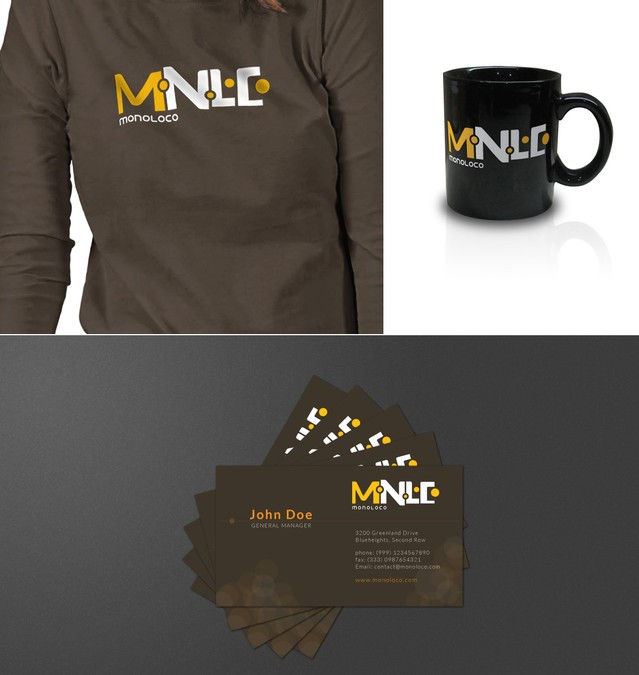 MNLC
monoloco
MNLC
monoloco
MNLC
monoloco
John Doe
GENERAL MANAGER
3200 Greenland Drive
Blueheights, Second Row
phone: (999) 1234567890
fax: (333) 0987654321
Email: contact@monoloco.com
www.monoloco.com